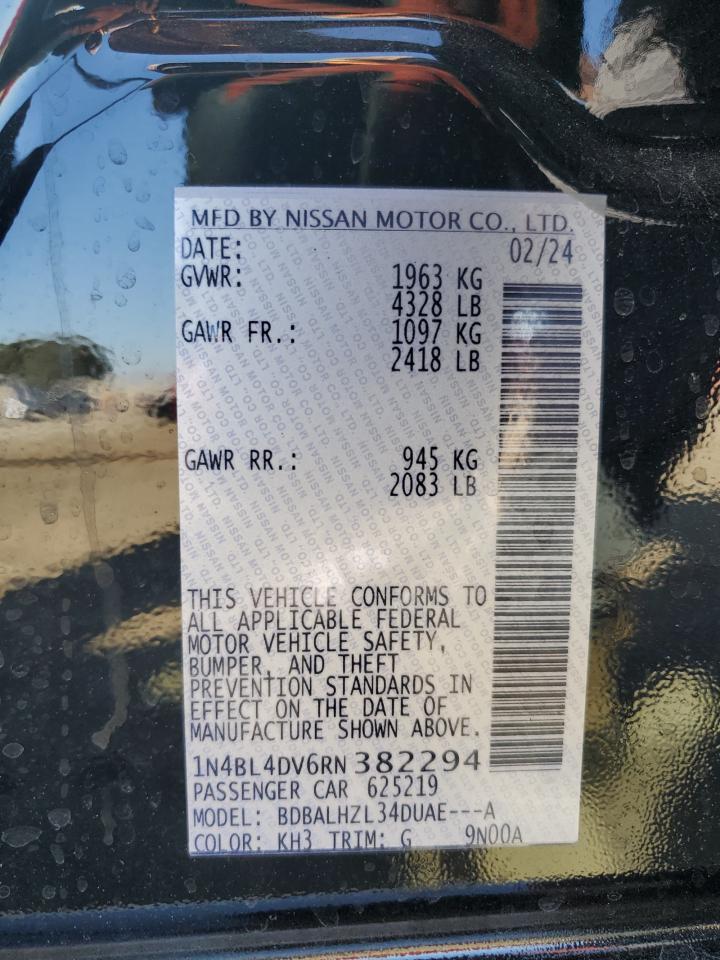 MFD BY NISSAN MOTOR CO., LTD.
DATE: 02/24
GVWR: 1963 KG
4328 LB
GAWR FR.: 1097 KG
2418 LB
GAWR RR.: 945 KG
2083 LB
THIS VEHICLE CONFORMS TO
ALL APPLICABLE FEDERAL
MOTOR VEHICLE SAFETY,
BUMPER, AND THEFT
PREVENTION STANDARDS IN
EFFECT ON THE DATE OF
MANUFACTURE SHOWN ABOVE.
1N4BL4DV6RN382294
PASSENGER CAR 625219
MODEL: BDBALHZL34DUAE---A
COLOR: KH3 TRIM: G 9N00A